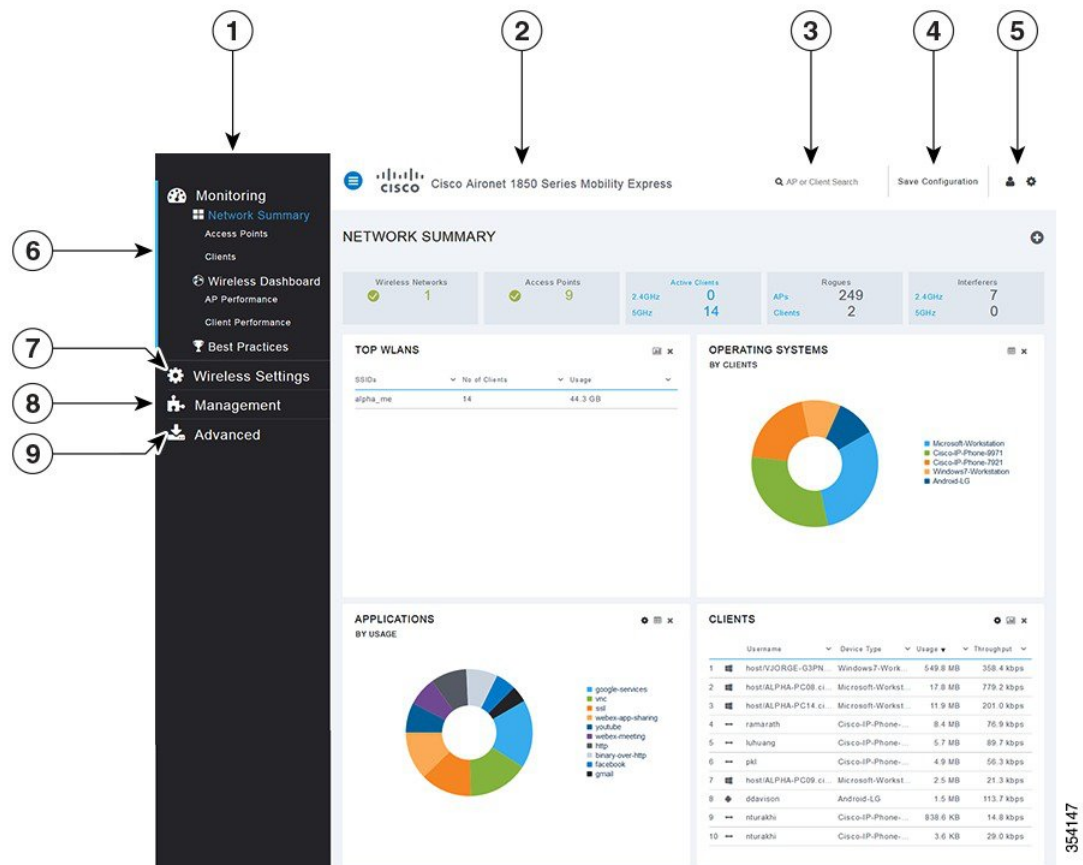 1 2 3 4 5
6
7
8
9
Monitoring
Network Summary
Access Points
Clients
Wireless Dashboard
AP Performance
Client Performance
Best Practices
Wireless Settings
Management
Advanced
CISCO Cisco Aironet 1850 Series Mobility Express AP or Client Search Save Configuration
NETWORK SUMMARY
Wireless Networks
1
Access Points
9
Active Clients
2.4GHz 0
5GHz 14
Rogues
APs 249
Clients 2
Interferers
2.4GHz 7
5GHz 0
TOP WLANS
SSIDs No of Clients Usage
alpha_me 14 44.3 GB
OPERATING SYSTEMS
BY CLIENTS
Microsoft-Workstation
Cisco-IP-Phone-9971
Cisco-IP-Phone-7921
Windows7-Workstation
Android-LG
APPLICATIONS
BY USAGE
google-services
vnc
ssl
webex-app-sharing
youtube
webex-meeting
http
binary-over-http
facebook
gmail
CLIENTS
Username Device Type Usage Throughput
1 host/VJORGE-G3PN... Windows7-Work... 549.8 MB 358.4 kbps
2 host/ALPHA-PC08.ci... Microsoft-Workst... 17.8 MB 779.2 kbps
3 host/ALPHA-PC14.ci... Microsoft-Workst... 11.9 MB 201.0 kbps
4 ramarath Cisco-IP-Phone-... 8.4 MB 76.9 kbps
5 luhuang Cisco-IP-Phone-... 5.7 MB 89.7 kbps
6 pkl Cisco-IP-Phone-... 4.9 MB 56.3 kbps
7 host/ALPHA-PC09.ci... Microsoft-Workst... 2.5 MB 21.3 kbps
8 ddavison Android-LG 1.5 MB 113.7 kbps
9 nturakhi Cisco-IP-Phone-... 838.6 KB 14.8 kbps
10 nturakhi Cisco-IP-Phone-... 3.6 KB 29.0 kbps
354147